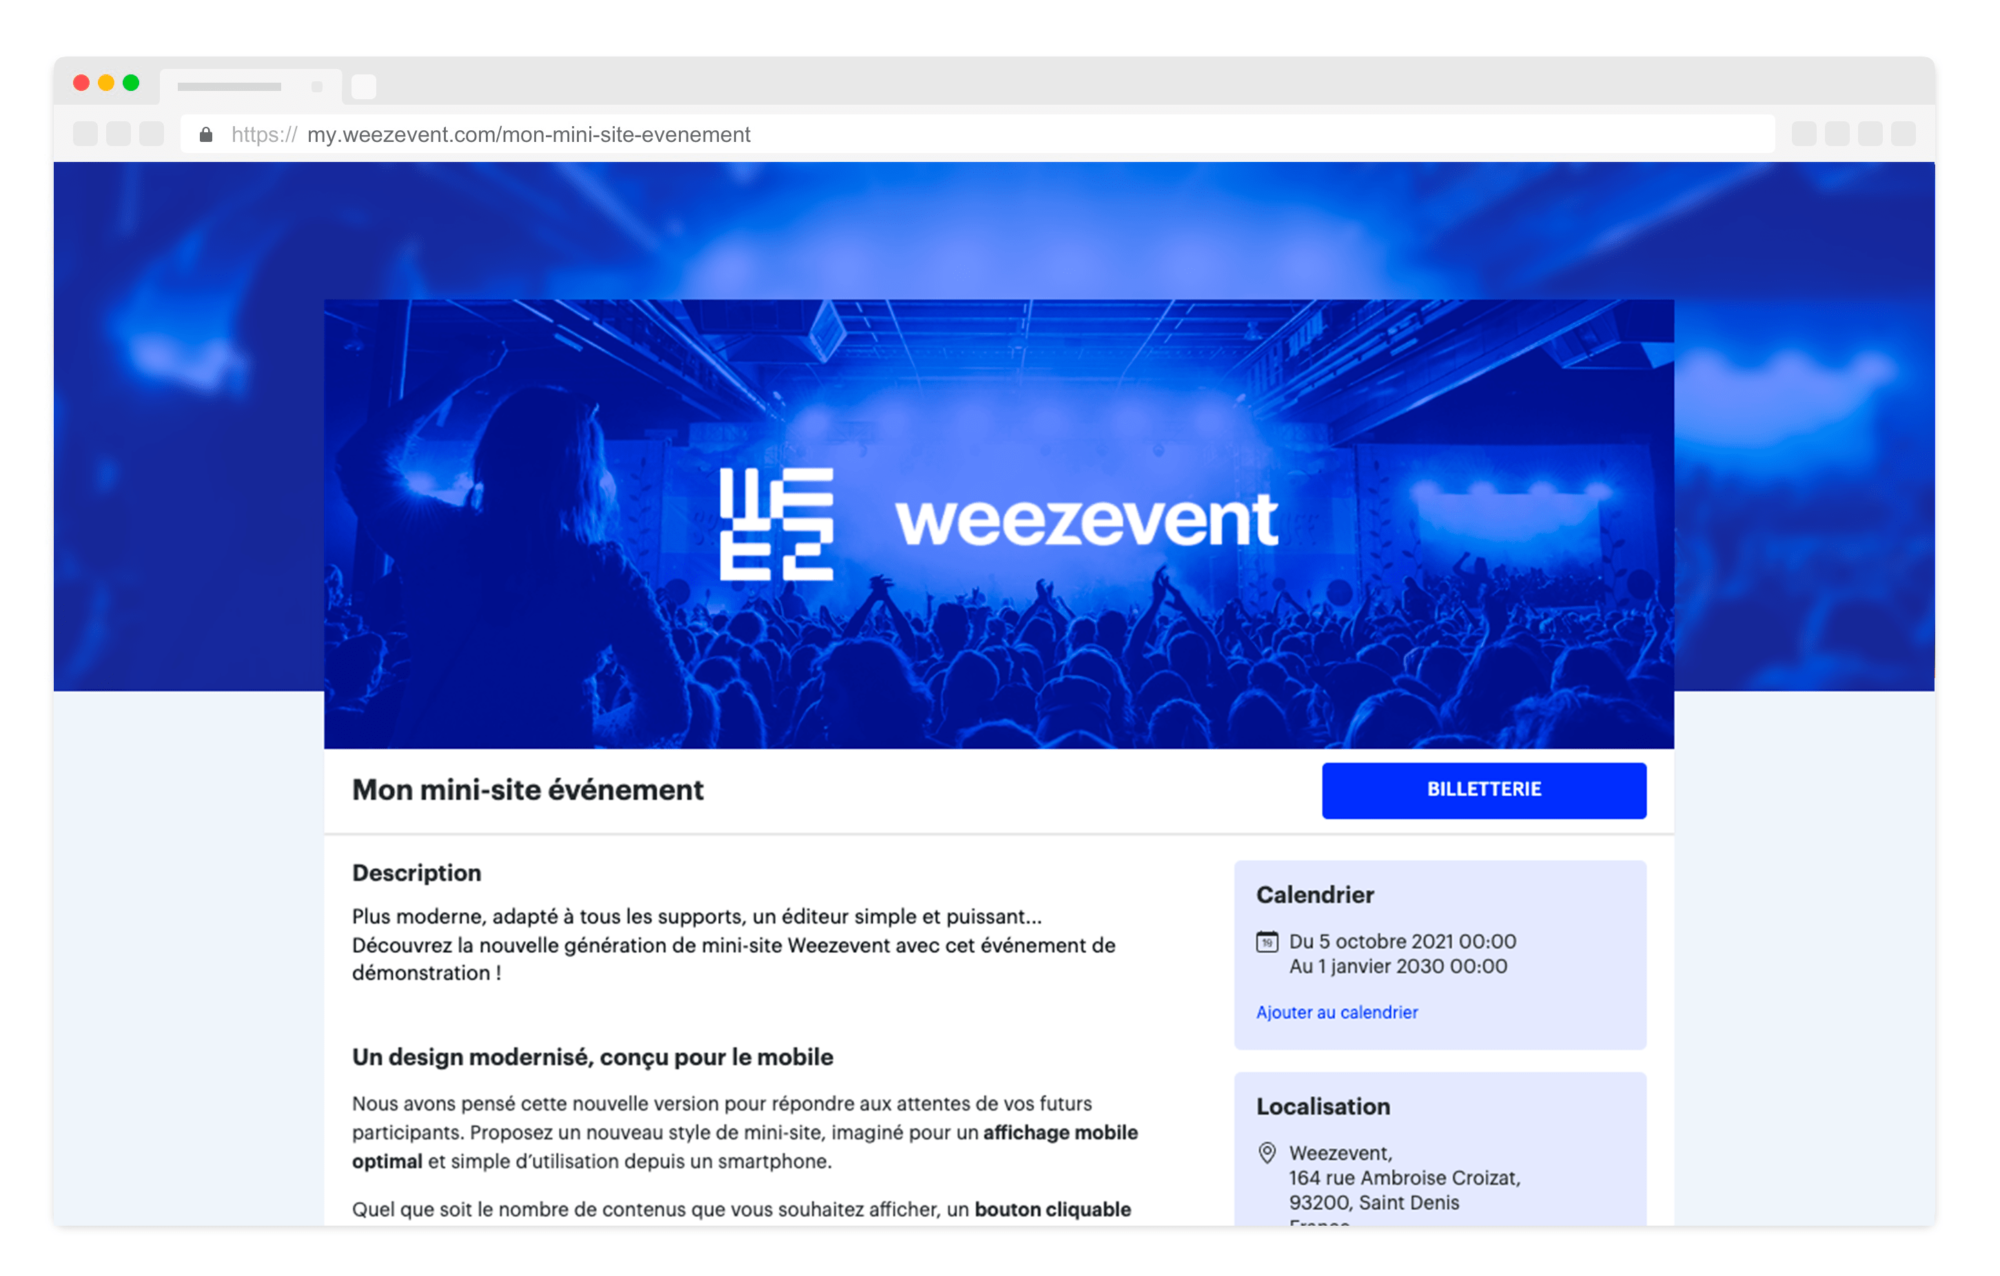 https:// my.weezevent.com/mon-mini-site-evenement
WEEZ
weezevent
Mon mini-site événement
BILLETTERIE
Description
Plus moderne, adapté à tous les supports, un éditeur simple et puissant...
Découvrez la nouvelle génération de mini-site Weezevent avec cet événement de
démonstration !
Un design modernisé, conçu pour le mobile
Nous avons pensé cette nouvelle version pour répondre aux attentes de vos futurs
participants. Proposez un nouveau style de mini-site, imaginé pour un affichage mobile
optimal et simple d’utilisation depuis un smartphone.
Quel que soit le nombre de contenus que vous souhaitez afficher, un bouton cliquable
Calendrier
19
Du 5 octobre 2021 00:00
Au 1 janvier 2030 00:00
Ajouter au calendrier
Localisation
Weezevent,
164 rue Ambroise Croizat,
93200, Saint Denis
France